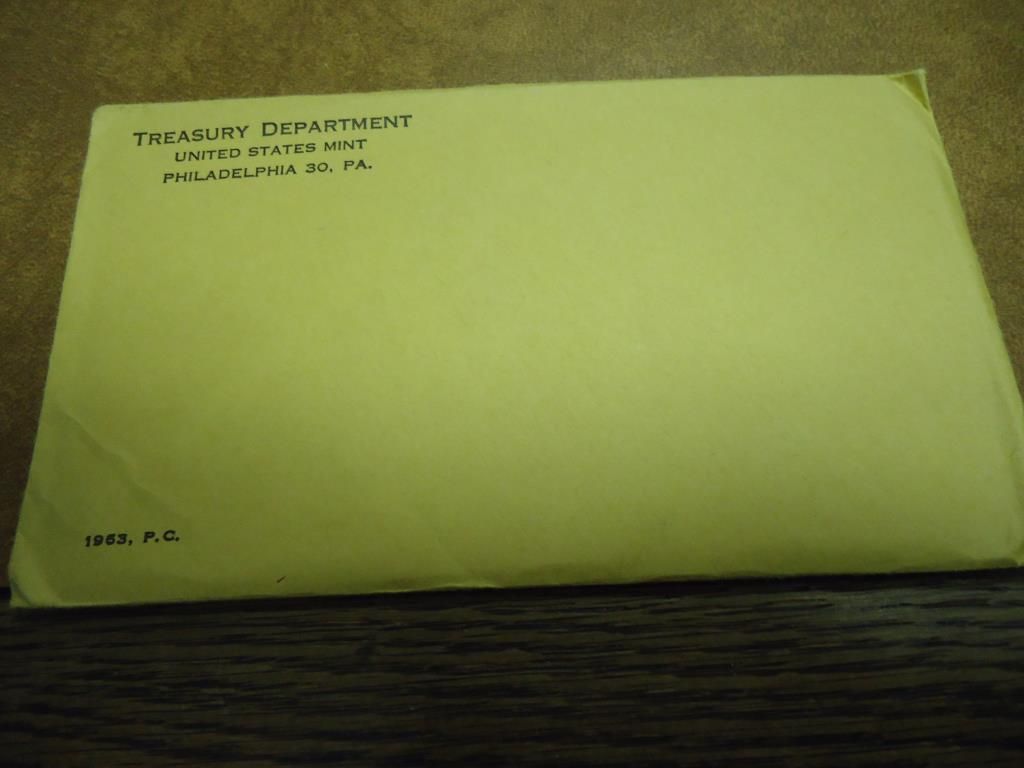 TREASURY DEPARTMENT
UNITED STATES MINT
PHILADELPHIA 30, PA.
1963, P.C.